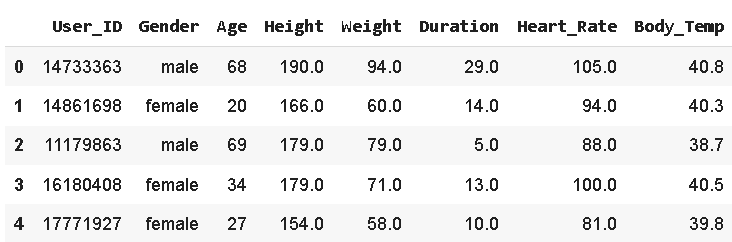 User_ID Gender Age Height Weight Duration Heart_Rate Body_Temp
0 14733363 male 68 190.0 94.0 29.0 105.0 40.8
1 14861698 female 20 166.0 60.0 14.0 94.0 40.3
2 11179863 male 69 179.0 79.0 5.0 88.0 38.7
3 16180408 female 34 179.0 71.0 13.0 100.0 40.5
4 17771927 female 27 154.0 58.0 10.0 81.0 39.8